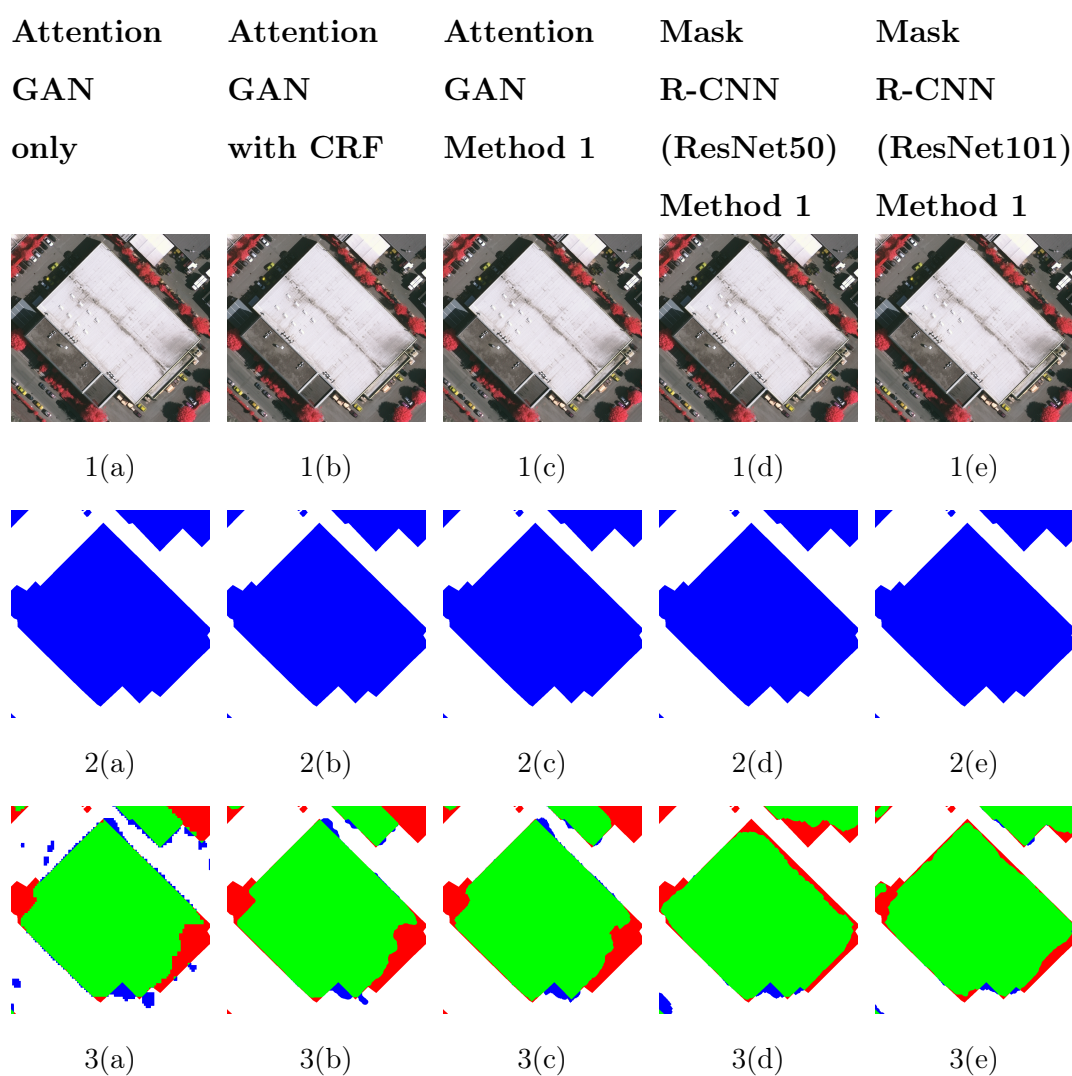 Attention Attention Attention Mask Mask
GAN GAN GAN R-CNN R-CNN
only with CRF Method 1 (ResNet50) (ResNet101)
Method 1 Method 1
1(a) 1(b) 1(c) 1(d) 1(e)
2(a) 2(b) 2(c) 2(d) 2(e)
3(a) 3(b) 3(c) 3(d) 3(e)